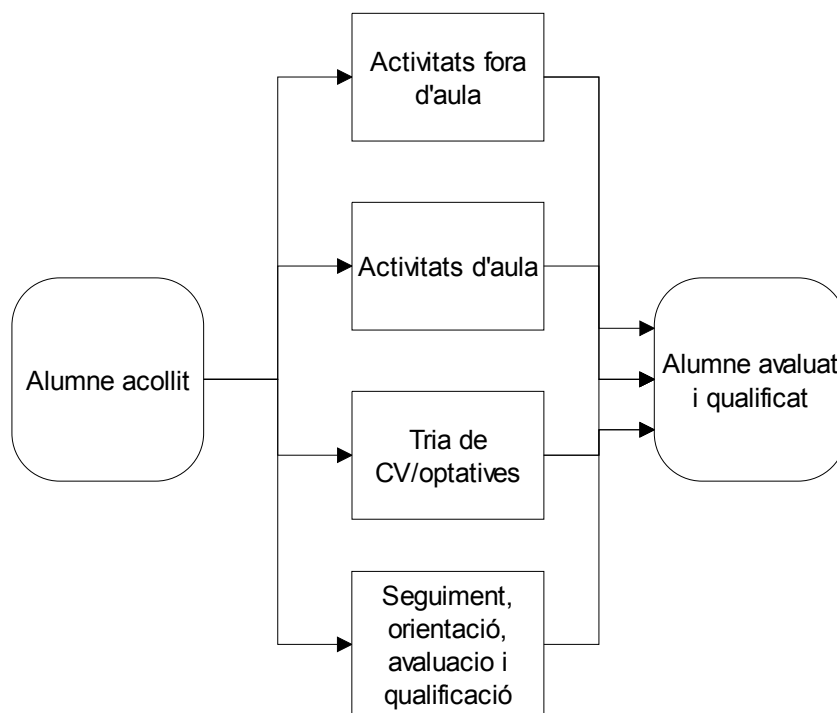 Activitats fora
d'aula
Activitats d'aula
Alumne acollit
Alumne avaluat
i qualificat
Tria de
CV/optatives
Seguiment,
orientació,
avaluacio i
qualificació